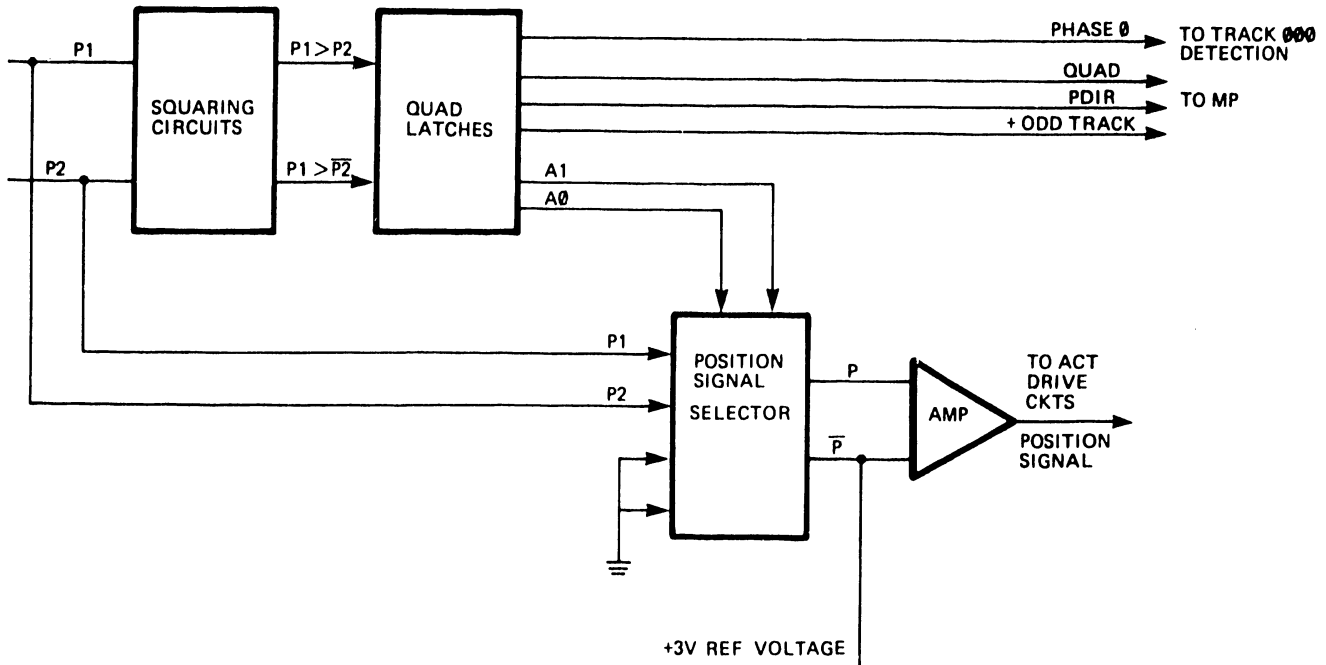 PHASE 0
TO TRACK 000
DETECTION
P1
P1 > P2
QUAD
SQUARING
CIRCUITS
QUAD
LATCHES
PDIR
TO MP
+ ODD TRACK
P2
P1 > P̅2̅
A1
A0
P1
POSITION
SIGNAL
SELECTOR
P
TO ACT
DRIVE
CKTS
P2
AMP
P̅
POSITION
SIGNAL
+3V REF VOLTAGE